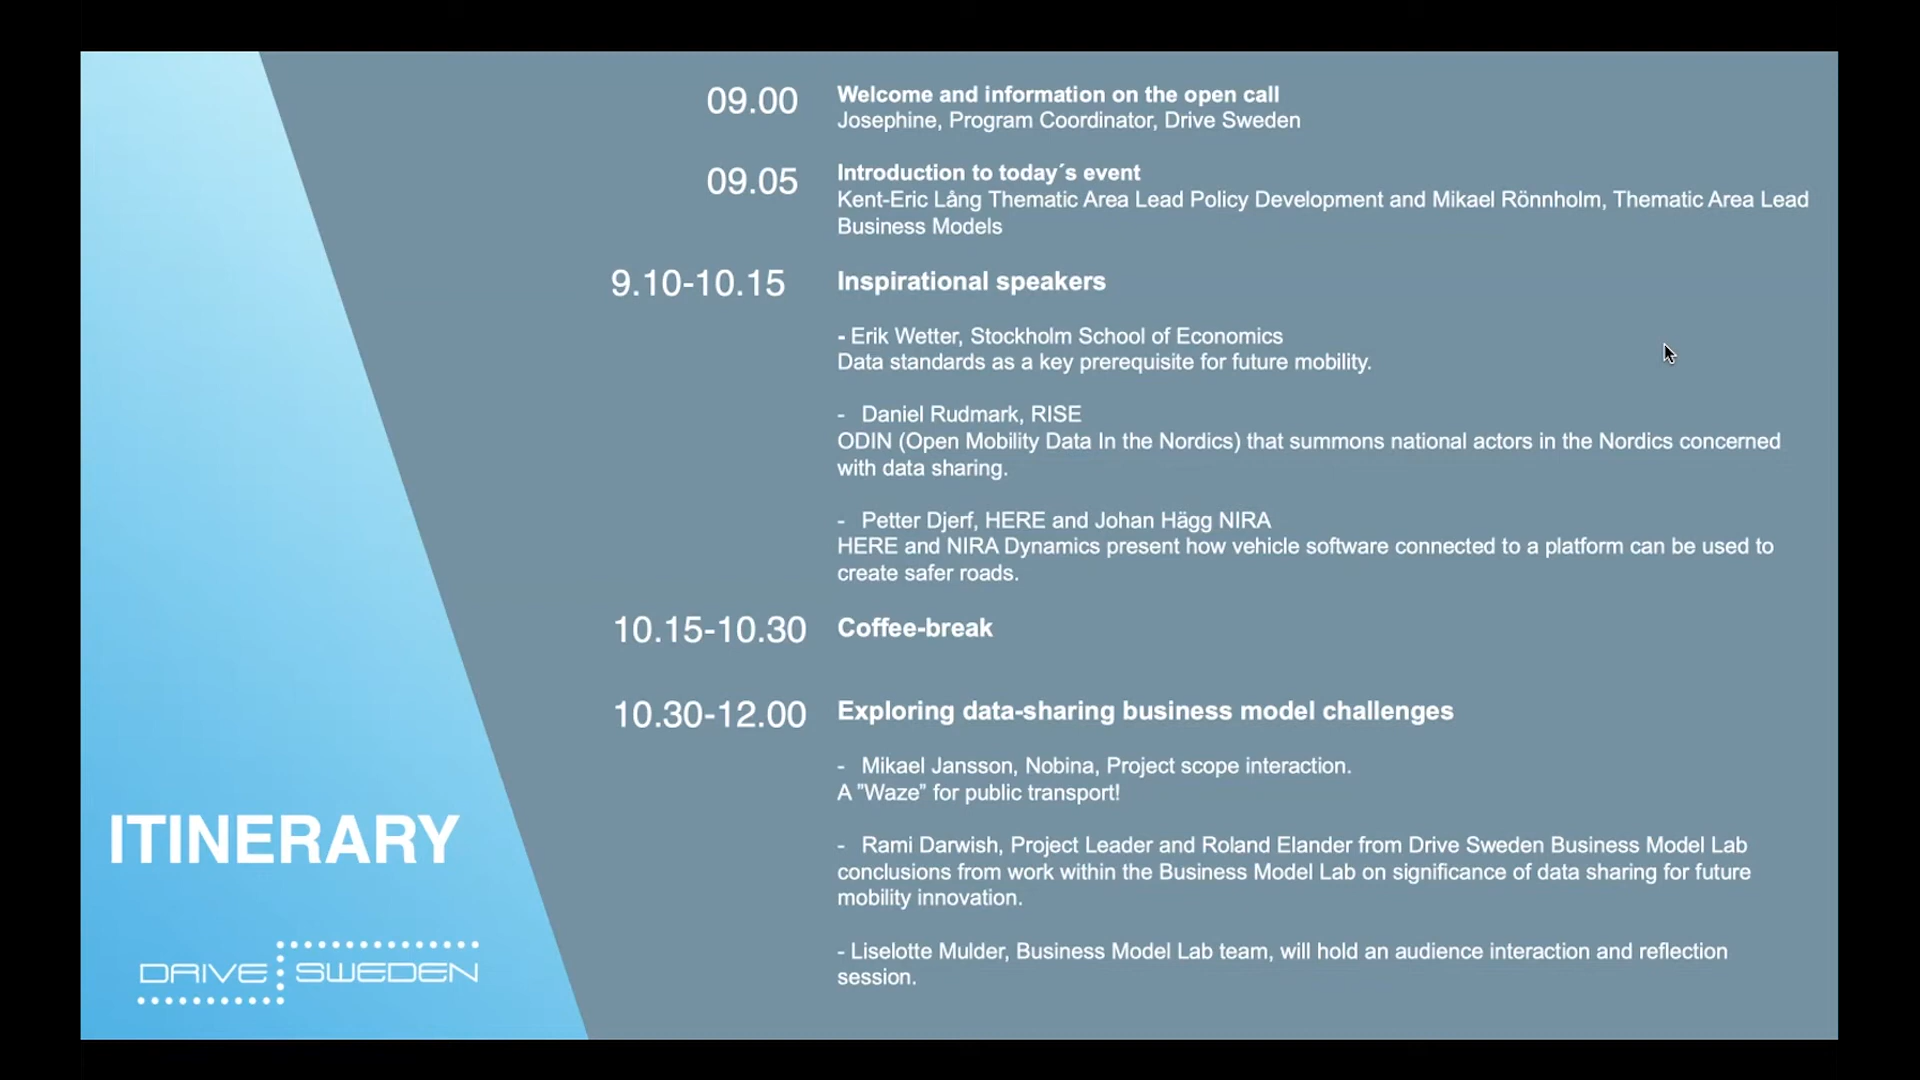 09.00
Welcome and information on the open call
Josephine, Program Coordinator, Drive Sweden
09.05
Introduction to today´s event
Kent-Eric Lång Thematic Area Lead Policy Development and Mikael Rönnholm, Thematic Area Lead
Business Models
9.10-10.15
Inspirational speakers
- Erik Wetter, Stockholm School of Economics
Data standards as a key prerequisite for future mobility.
- Daniel Rudmark, RISE
ODIN (Open Mobility Data In the Nordics) that summons national actors in the Nordics concerned
with data sharing.
- Petter Djerf, HERE and Johan Hägg NIRA
HERE and NIRA Dynamics present how vehicle software connected to a platform can be used to
create safer roads.
10.15-10.30
Coffee-break
10.30-12.00
Exploring data-sharing business model challenges
- Mikael Jansson, Nobina, Project scope interaction.
A "Waze” for public transport!
- Rami Darwish, Project Leader and Roland Elander from Drive Sweden Business Model Lab
conclusions from work within the Business Model Lab on significance of data sharing for future
mobility innovation.
- Liselotte Mulder, Business Model Lab team, will hold an audience interaction and reflection
session.
ITINERARY
DRIVE SWEDEN